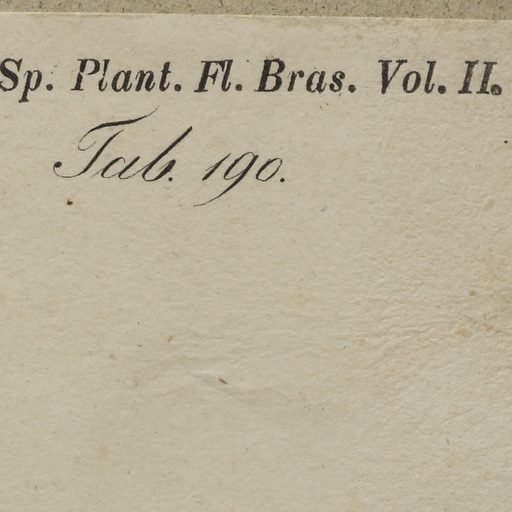 Sp. Plant. Fl. Bras. Vol. II.
Tab. 190.